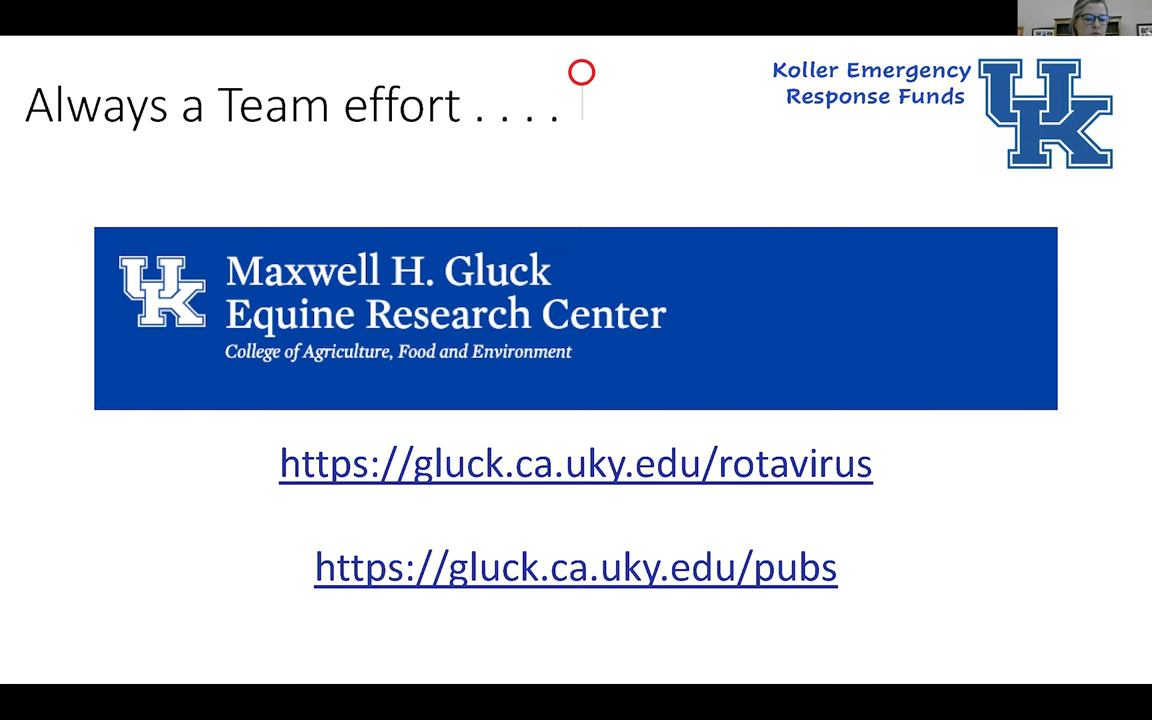 Always a Team effort . . . .
Koller Emergency
Response Funds
UK
UK
Maxwell H. Gluck
Equine Research Center
College of Agriculture, Food and Environment
https://gluck.ca.uky.edu/rotavirus
https://gluck.ca.uky.edu/pubs